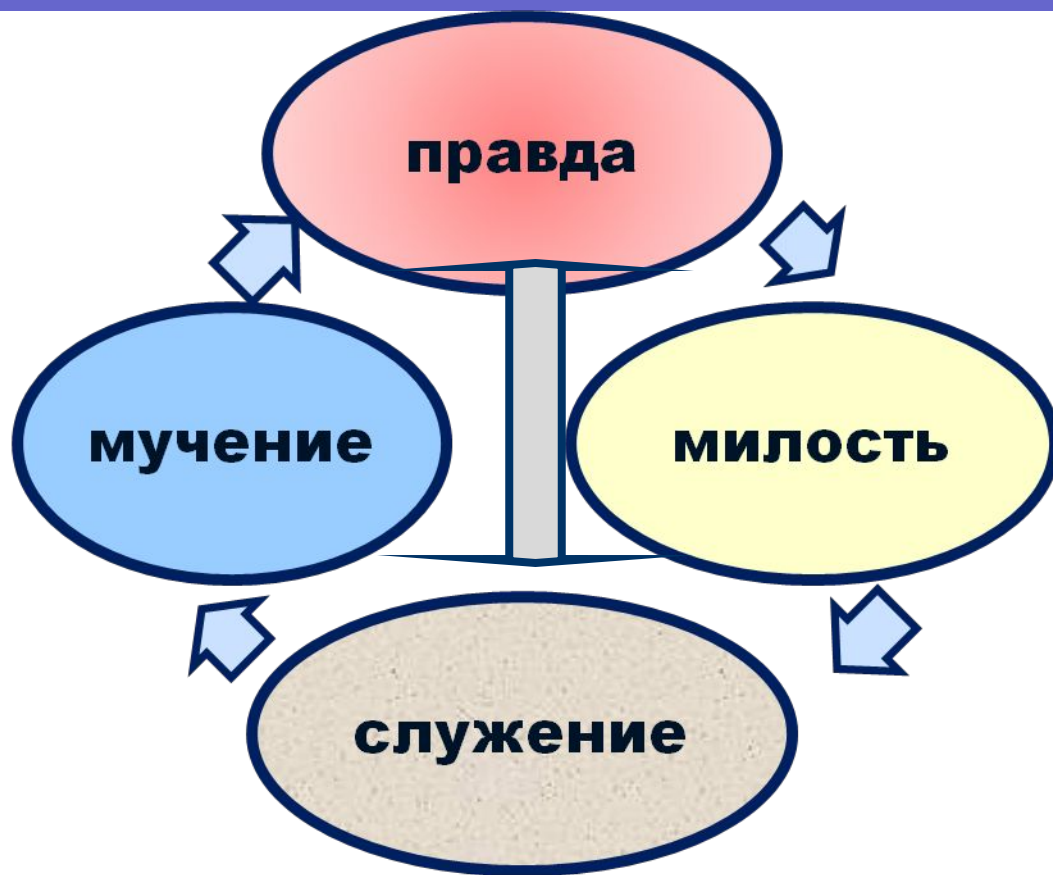 правда
мучение
милость
служение